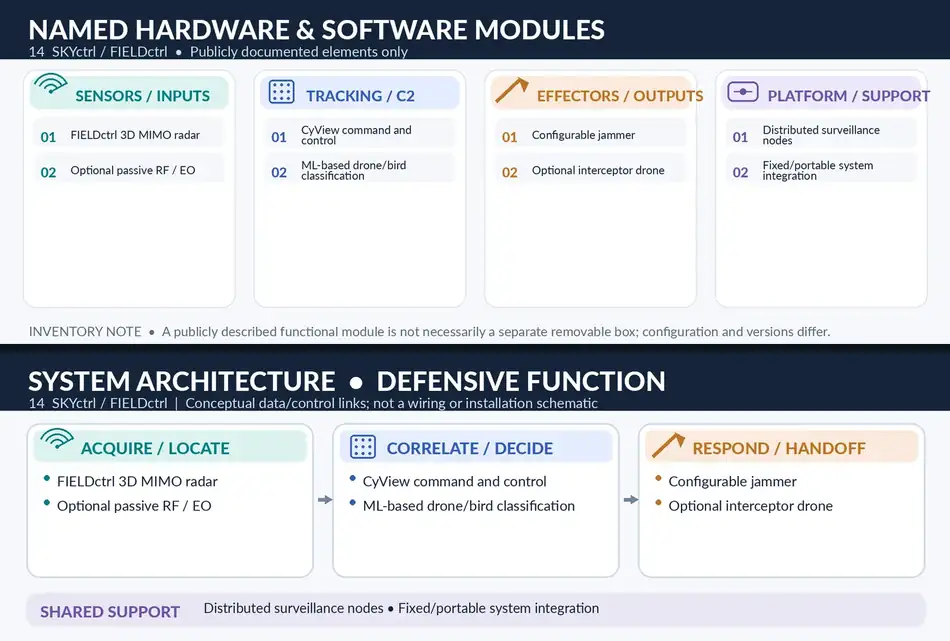 NAMED HARDWARE & SOFTWARE MODULES
14 SKYctrl / FIELDctrl • Publicly documented elements only
SENSORS / INPUTS
01 FIELDctrl 3D MIMO radar
02 Optional passive RF / EO
TRACKING / C2
01 CyView command and
control
02 ML-based drone/bird
classification
EFFECTORS / OUTPUTS
01 Configurable jammer
02 Optional interceptor drone
PLATFORM / SUPPORT
01 Distributed surveillance
nodes
02 Fixed/portable system
integration
INVENTORY NOTE • A publicly described functional module is not necessarily a separate removable box; configuration and versions differ.
SYSTEM ARCHITECTURE • DEFENSIVE FUNCTION
14 SKYctrl / FIELDctrl | Conceptual data/control links; not a wiring or installation schematic
ACQUIRE / LOCATE
• FIELDctrl 3D MIMO radar
• Optional passive RF / EO
CORRELATE / DECIDE
• CyView command and control
• ML-based drone/bird classification
RESPOND / HANDOFF
• Configurable jammer
• Optional interceptor drone
SHARED SUPPORT Distributed surveillance nodes • Fixed/portable system integration